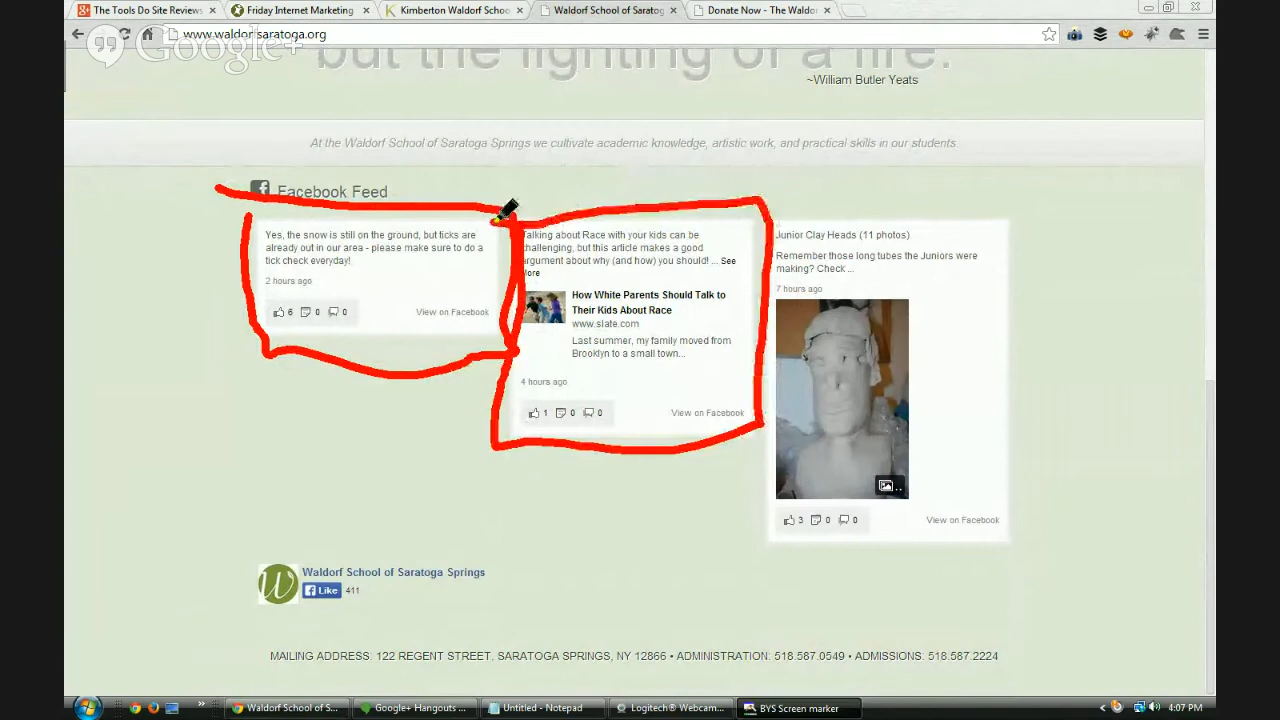 The Tools Do Site Reviews
Friday Internet Marketing
Kimberton Waldorf Schoo
Waldorf School of Saratog
Donate Now - The Waldor
www.waldorfsaratoga.org
Google+
but the lighting of a life.
~William Butler Yeats
At the Waldorf School of Saratoga Springs we cultivate academic knowledge, artistic work, and practical skills in our students.
Facebook Feed
Yes, the snow is still on the ground, but ticks are
already out in our area - please make sure to do a
tick check everyday!
2 hours ago
6 0 0 View on Facebook
Talking about Race with your kids can be
challenging, but this article makes a good
argument about why (and how) you should! ... See
More
How White Parents Should Talk to
Their Kids About Race
www.slate.com
Last summer, my family moved from
Brooklyn to a small town...
4 hours ago
1 0 0 View on Facebook
Junior Clay Heads (11 photos)
Remember those long tubes the Juniors were
making? Check ...
7 hours ago
..
3 0 0 View on Facebook
Waldorf School of Saratoga Springs
Like 411
MAILING ADDRESS: 122 REGENT STREET, SARATOGA SPRINGS, NY 12866 • ADMINISTRATION: 518.587.0549 • ADMISSIONS: 518.587.2224
Waldorf School of S...
Google+ Hangouts ...
Untitled - Notepad
Logitech® Webcam...
BYS Screen marker
4:07 PM